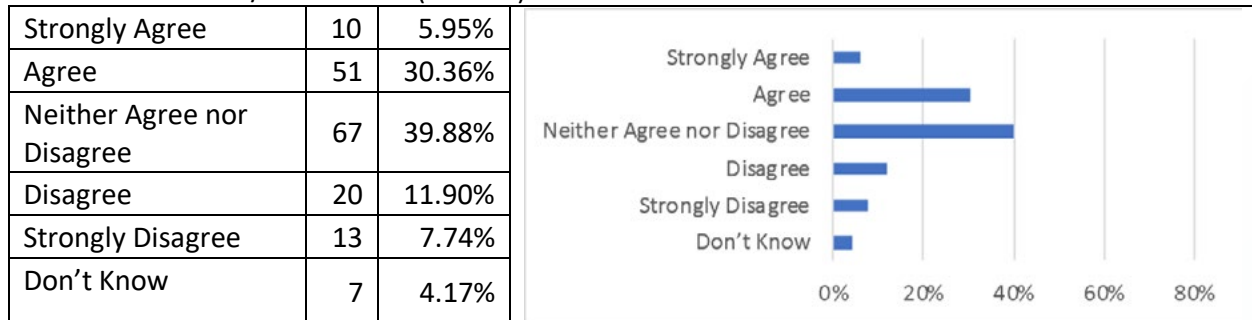 Strongly Agree 10 5.95%
Agree 51 30.36%
Neither Agree nor
Disagree 67 39.88%
Disagree 20 11.90%
Strongly Disagree 13 7.74%
Don't Know 7 4.17%
Strongly Agree
Agree
Neither Agree nor Disagree
Disagree
Strongly Disagree
Don't Know
0% 20% 40% 60% 80%